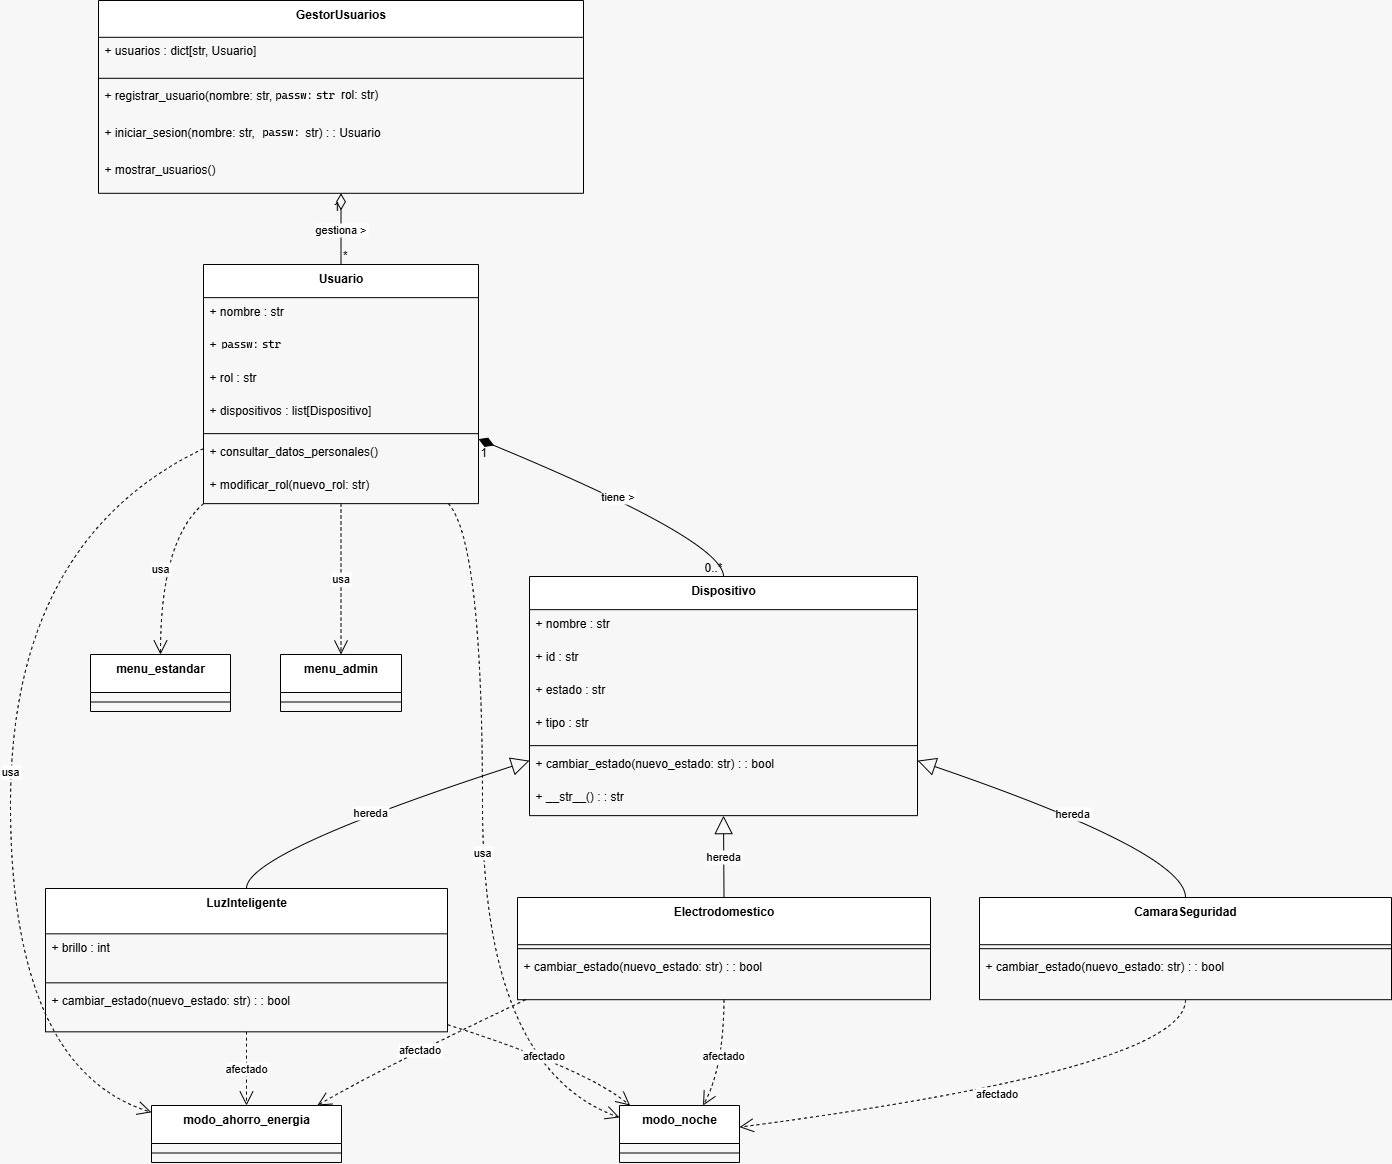 GestorUsuarios
+ usuarios : dict[str, Usuario]
+ registrar_usuario(nombre: str, passw: str rol: str)
+ iniciar_sesion(nombre: str, passw: str) : : Usuario
+ mostrar_usuarios()
1
gestiona >
*
Usuario
+ nombre : str
+ passw: str
+ rol : str
+ dispositivos : list[Dispositivo]
+ consultar_datos_personales()
+ modificar_rol(nuevo_rol: str)
1
tiene >
0..*
usa
usa
menu_estandar
menu_admin
Dispositivo
+ nombre : str
+ id : str
+ estado : str
+ tipo : str
+ cambiar_estado(nuevo_estado: str) : : bool
+ __str__() : : str
usa
hereda
hereda
hereda
usa
LuzInteligente
+ brillo : int
+ cambiar_estado(nuevo_estado: str) : : bool
Electrodomestico
+ cambiar_estado(nuevo_estado: str) : : bool
CamaraSeguridad
+ cambiar_estado(nuevo_estado: str) : : bool
afectado
afectado
afectado
afectado
afectado
modo_ahorro_energia
modo_noche